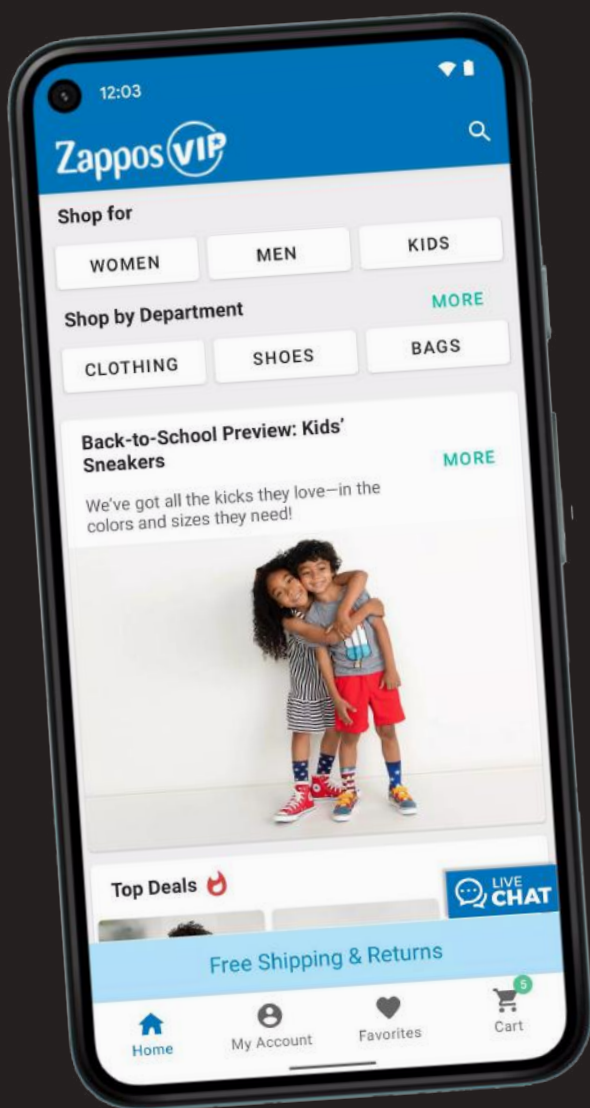 12:03
Zappos VIP
Shop for
WOMEN MEN KIDS
Shop by Department MORE
CLOTHING SHOES BAGS
Back-to-School Preview: Kids’
Sneakers
MORE
We’ve got all the kicks they love—in the
colors and sizes they need!
Top Deals
LIVE
CHAT
Free Shipping & Returns
5
Home My Account Favorites Cart